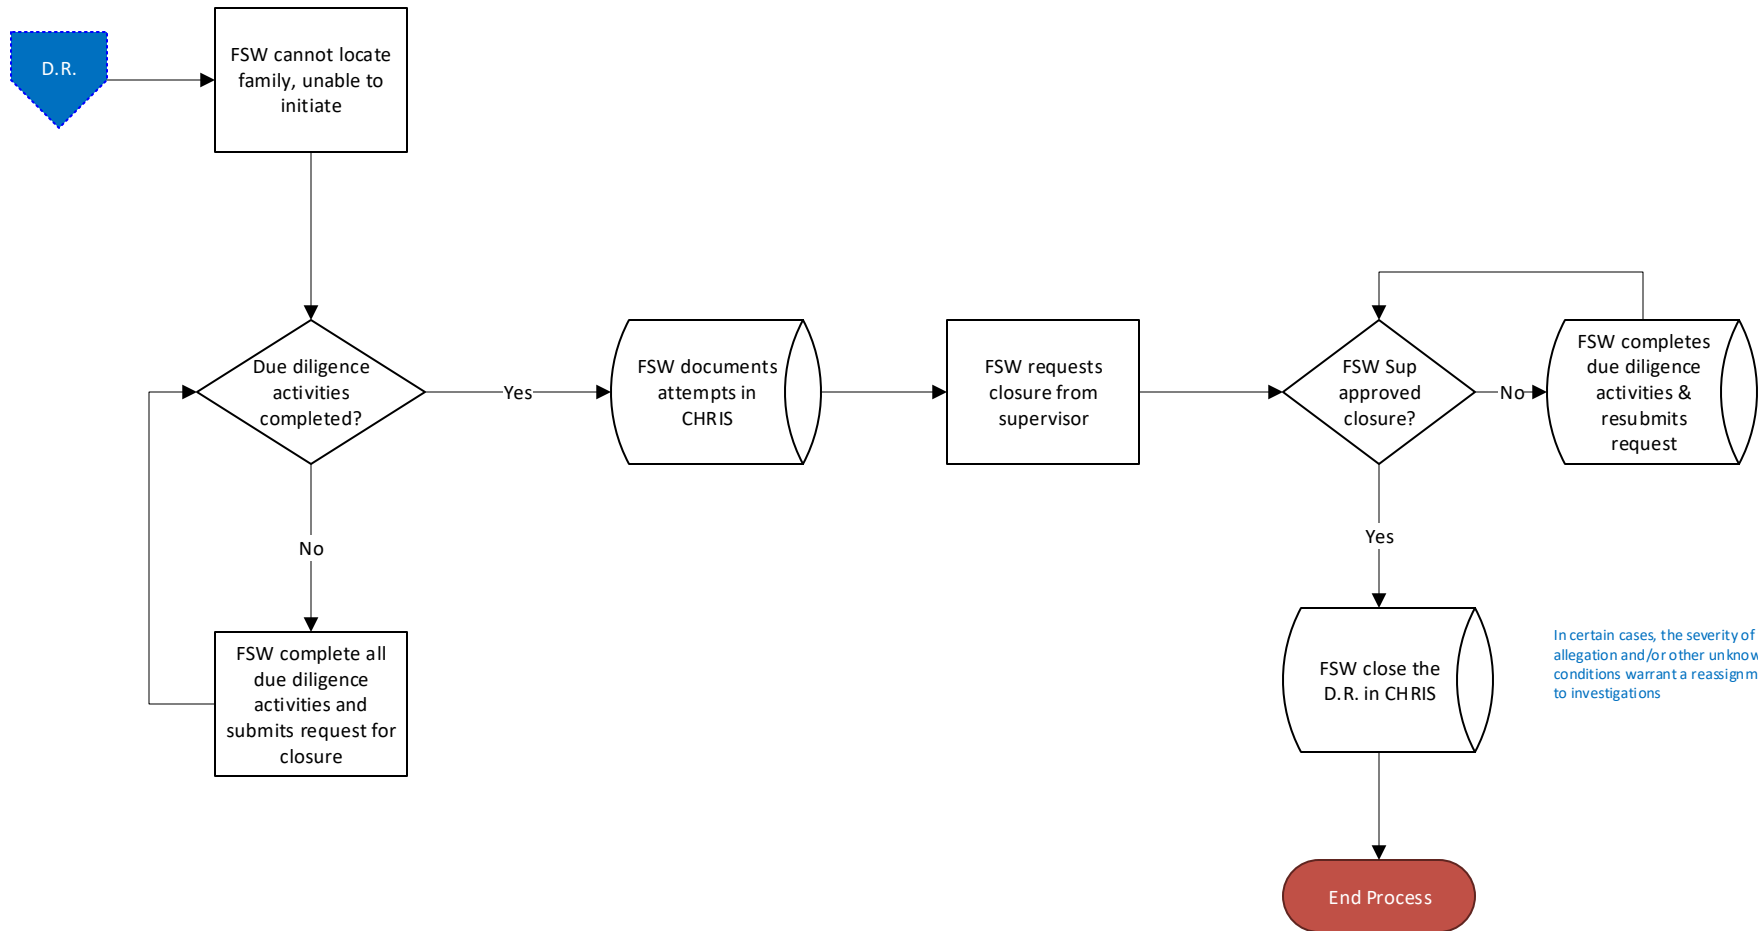 D.R.
FSW cannot locate
family, unable to
initiate
Due diligence
activities
completed?
Yes
FSW documents
attempts in
CHRIS
FSW requests
closure from
supervisor
FSW Sup
approved
closure?
No
FSW completes
due diligence
activities &
resubmits
request
No
Yes
FSW complete all
due diligence
activities and
submits request for
closure
FSW close the
D.R. in CHRIS
In certain cases, the severity of
allegation and/or other unknow
conditions warrant a reassignm
to investigations
End Process